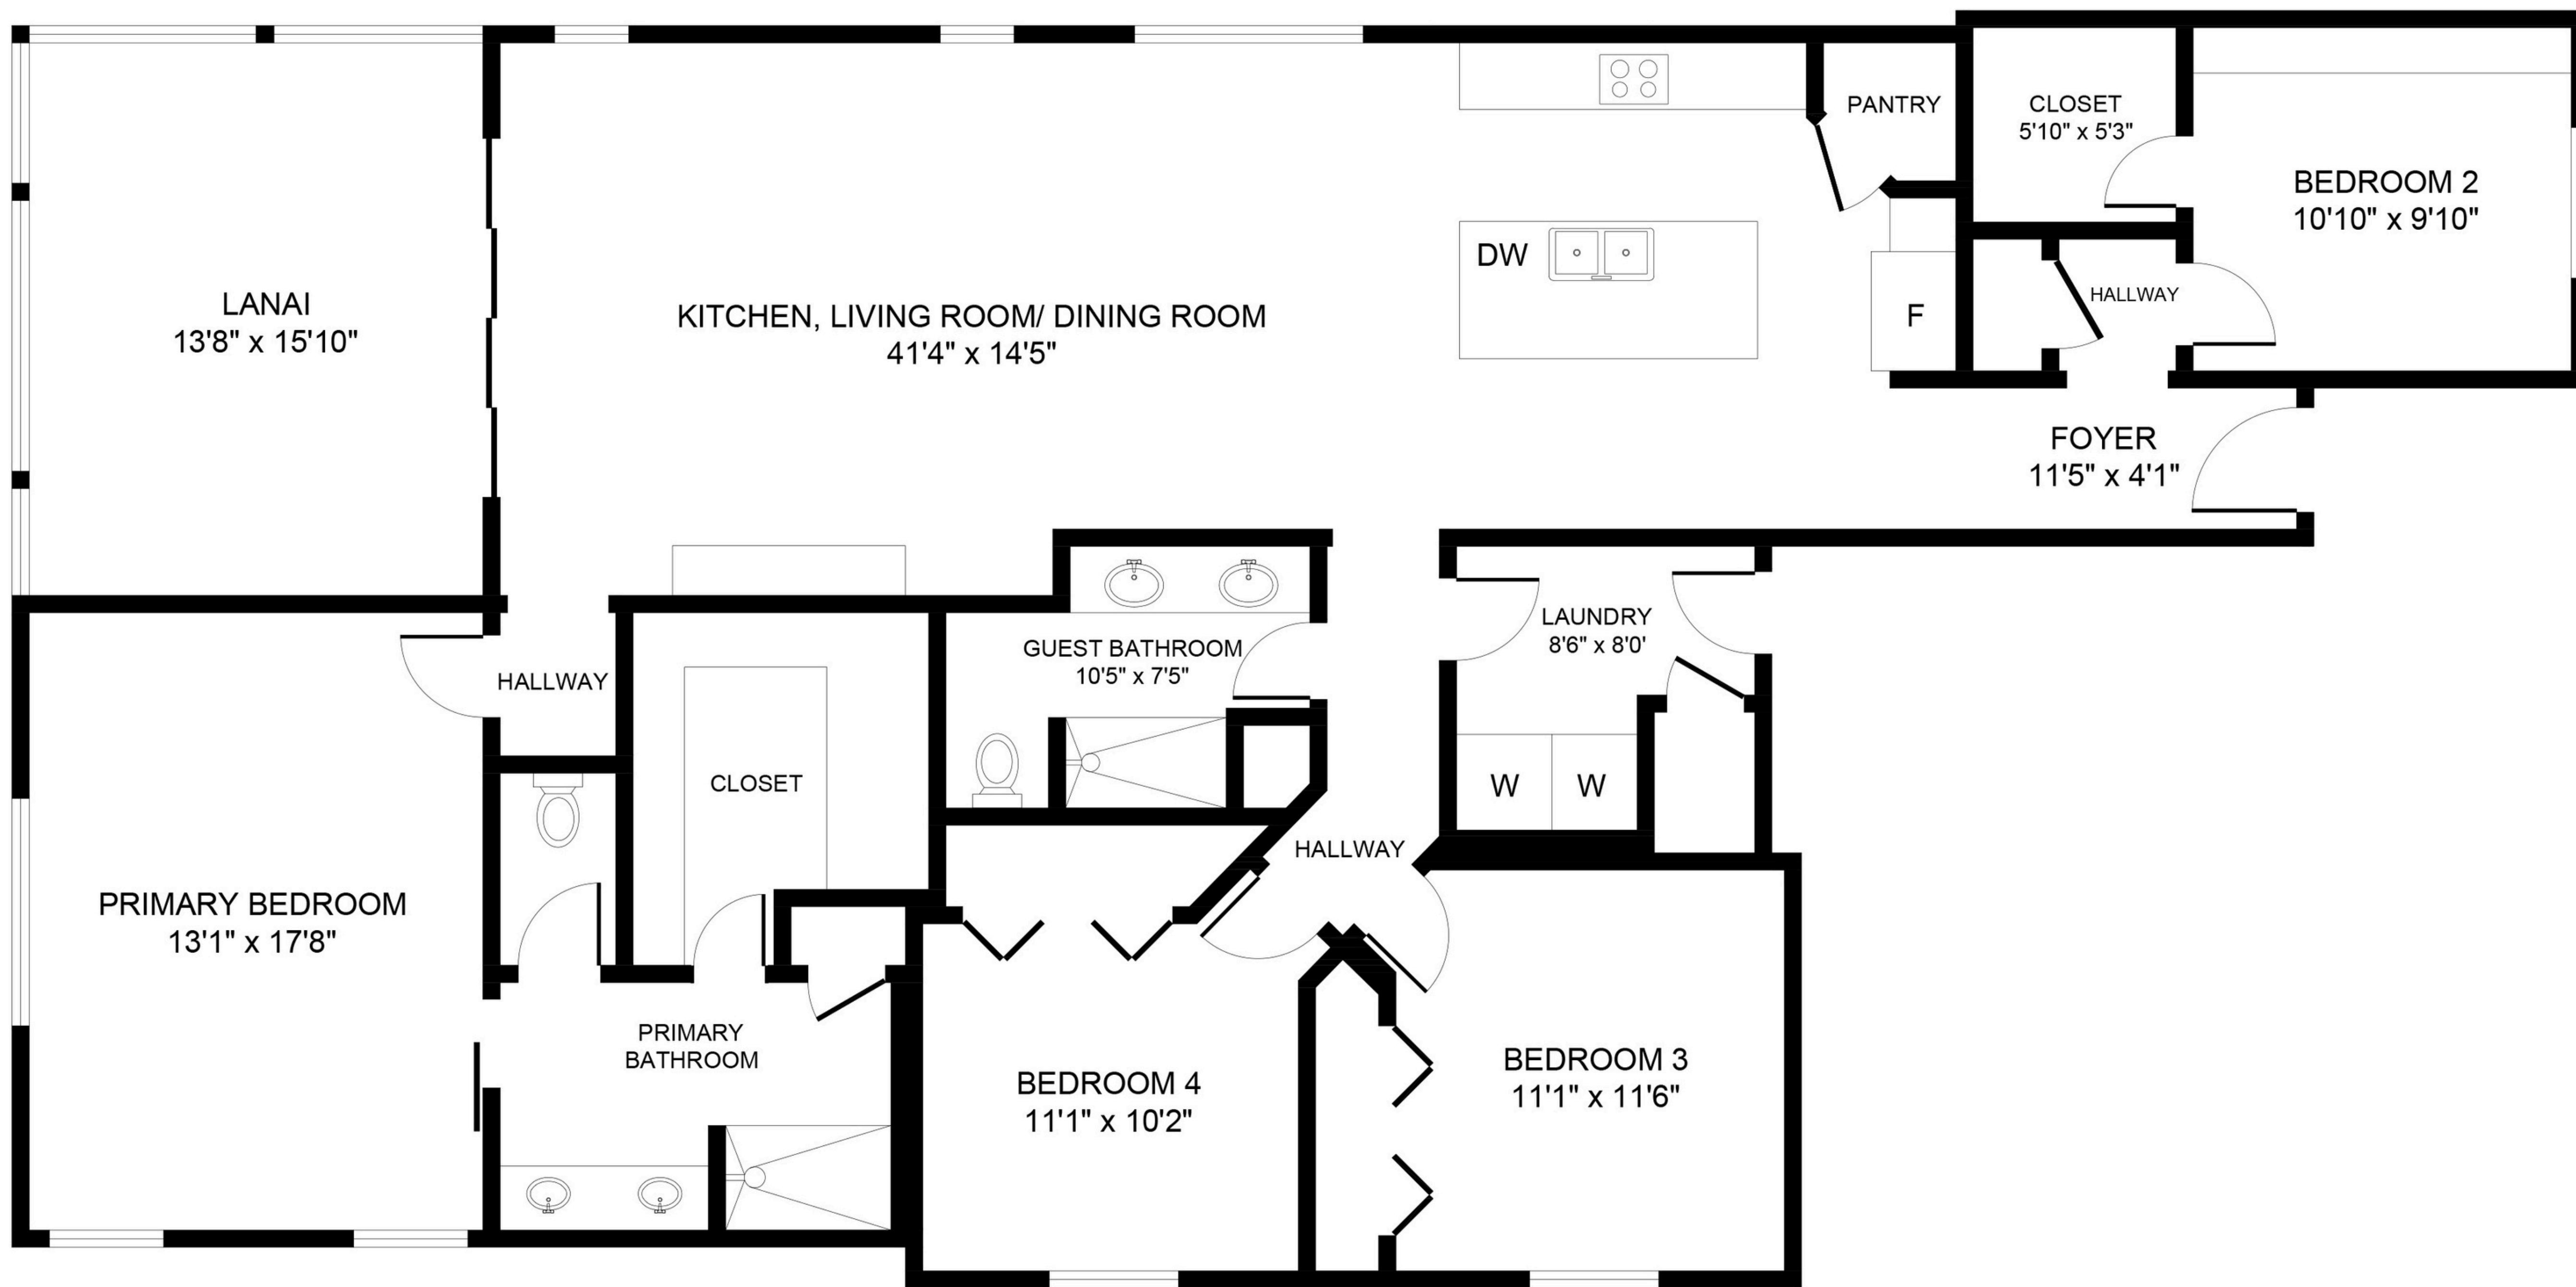 PANTRY
CLOSET
5'10" x 5'3"
BEDROOM 2
10'10" x 9'10"
LANAI
13'8" x 15'10"
KITCHEN, LIVING ROOM/ DINING ROOM
41'4" x 14'5"
DW
F
HALLWAY
FOYER
11'5" x 4'1"
HALLWAY
GUEST BATHROOM
10'5" x 7'5"
LAUNDRY
8'6" x 8'0'
CLOSET
W W
HALLWAY
PRIMARY BEDROOM
13'1" x 17'8"
PRIMARY
BATHROOM
BEDROOM 4
11'1" x 10'2"
BEDROOM 3
11'1" x 11'6"